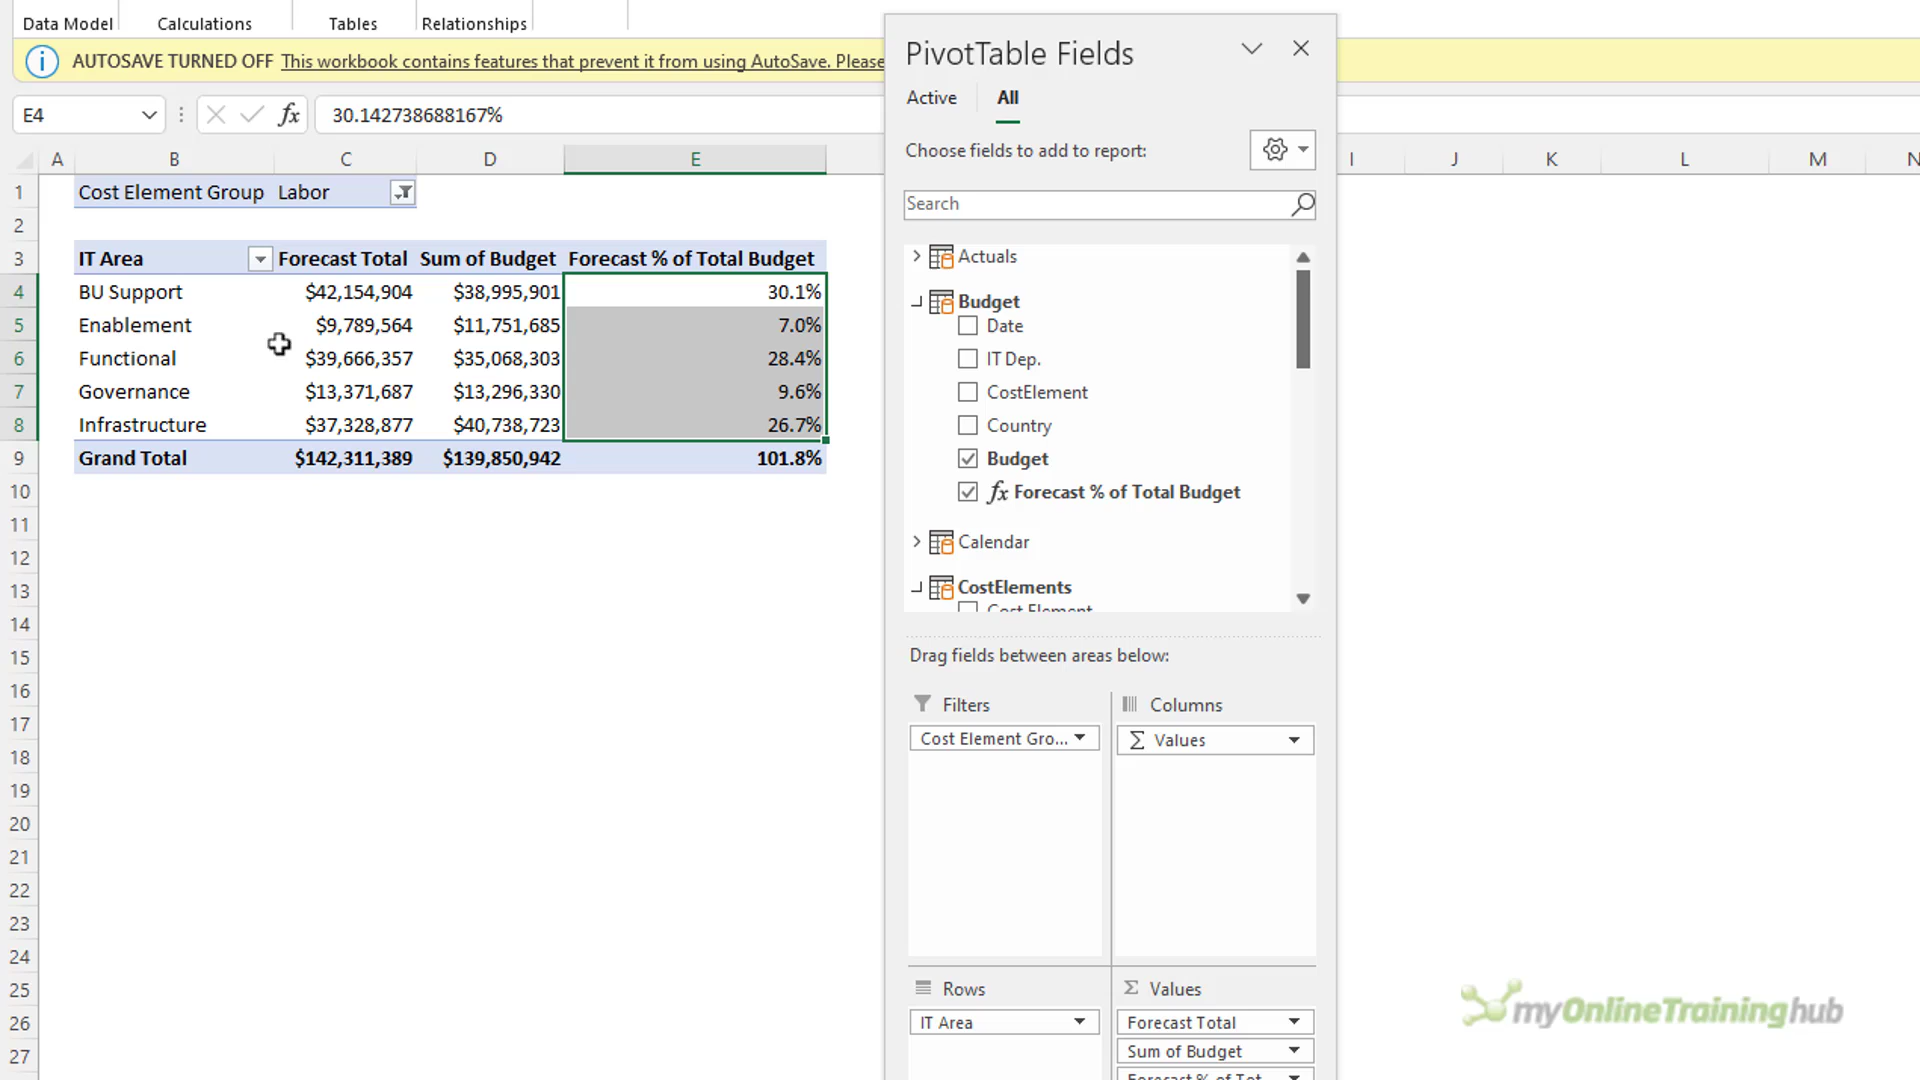 Data Model Calculations Tables Relationships
AUTOSAVE TURNED OFF This workbook contains features that prevent it from using AutoSave. Please
E4 fx 30.142738688167%
A B C D E I J K L M N
1 Cost Element Group Labor
2
3 IT Area Forecast Total Sum of Budget Forecast % of Total Budget
4 BU Support $42,154,904 $38,995,901 30.1%
5 Enablement $9,789,564 $11,751,685 7.0%
6 Functional $39,666,357 $35,068,303 28.4%
7 Governance $13,371,687 $13,296,330 9.6%
8 Infrastructure $37,328,877 $40,738,723 26.7%
9 Grand Total $142,311,389 $139,850,942 101.8%
10
11
12
13
14
15
16
17
18
19
20
21
22
23
24
25
26
27
PivotTable Fields
Active All
Choose fields to add to report:
Search
Actuals
Budget
Date
IT Dep.
CostElement
Country
Budget
fx Forecast % of Total Budget
Calendar
CostElements
Cost Element
Drag fields between areas below:
Filters
Cost Element Gro...
Columns
Σ Values
Rows
IT Area
Σ Values
Forecast Total
Sum of Budget
Forecast % of Tot...
myOnlineTraininghub